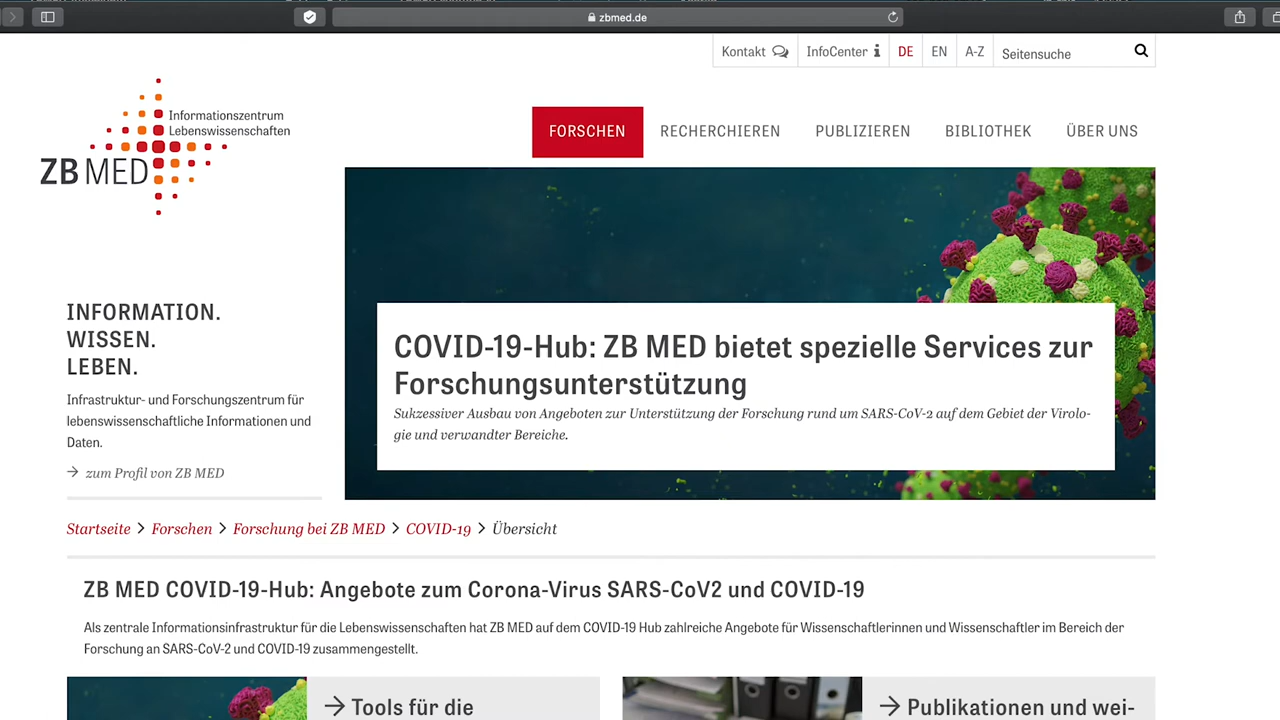 zbmed.de
Kontakt InfoCenter DE EN A-Z Seitensuche
Informationszentrum
Lebenswissenschaften
ZB MED
FORSCHEN RECHERCHIEREN PUBLIZIEREN BIBLIOTHEK ÜBER UNS
INFORMATION.
WISSEN.
LEBEN.
Infrastruktur- und Forschungszentrum für
lebenswissenschaftliche Informationen und
Daten.
zum Profil von ZB MED
COVID-19-Hub: ZB MED bietet spezielle Services zur
Forschungsunterstützung
Sukzessiver Ausbau von Angeboten zur Unterstützung der Forschung rund um SARS-CoV-2 auf dem Gebiet der Virolo-
gie und verwandter Bereiche.
Startseite > Forschen > Forschung bei ZB MED > COVID-19 > Übersicht
ZB MED COVID-19-Hub: Angebote zum Corona-Virus SARS-CoV2 und COVID-19
Als zentrale Informationsinfrastruktur für die Lebenswissenschaften hat ZB MED auf dem COVID-19 Hub zahlreiche Angebote für Wissenschaftlerinnen und Wissenschaftler im Bereich der
Forschung an SARS-CoV-2 und COVID-19 zusammengestellt.
Tools für die
Publikationen und wei-